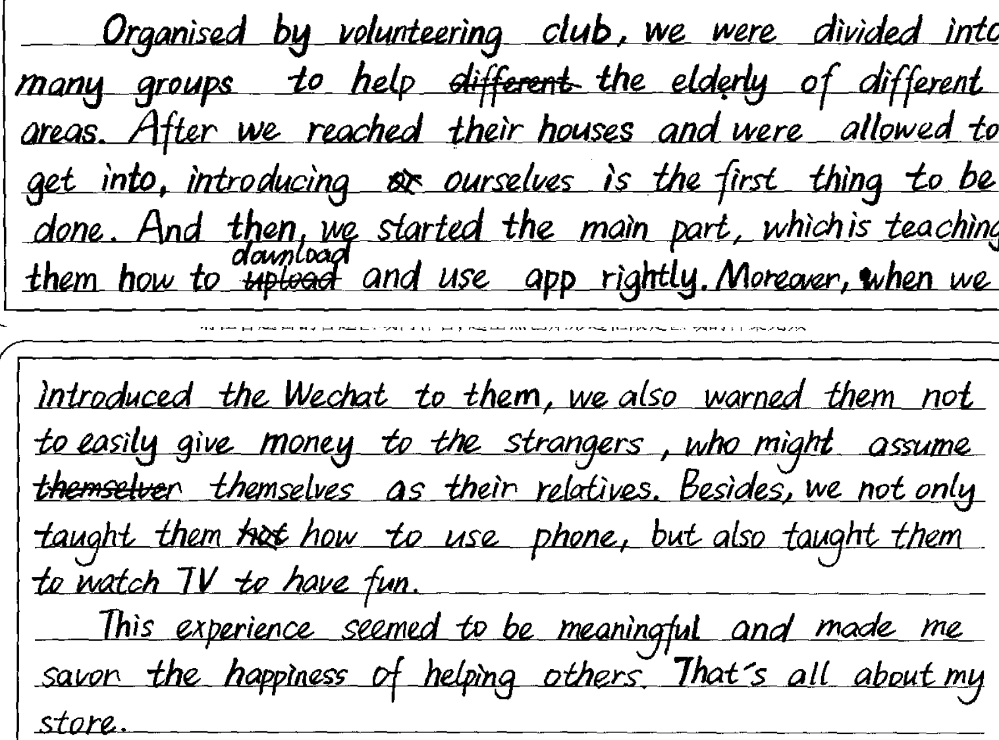 Organised by volunteering club, we were divided into
many groups to help different the elderly of different
areas. After we reached their houses and were allowed to
get into, introducing or ourselves is the first thing to be
done. And then, we started the main part, which is teaching
download
them how to upload and use app rightly. Moreover, when we
introduced the Wechat to them, we also warned them not
to easily give money to the strangers, who might assume
themselver themselves as their relatives. Besides, we not only
taught them hot how to use phone, but also taught them
to watch TV to have fun.
This experience seemed to be meaningful and made me
savor the happiness of helping others. That's all about my
store.